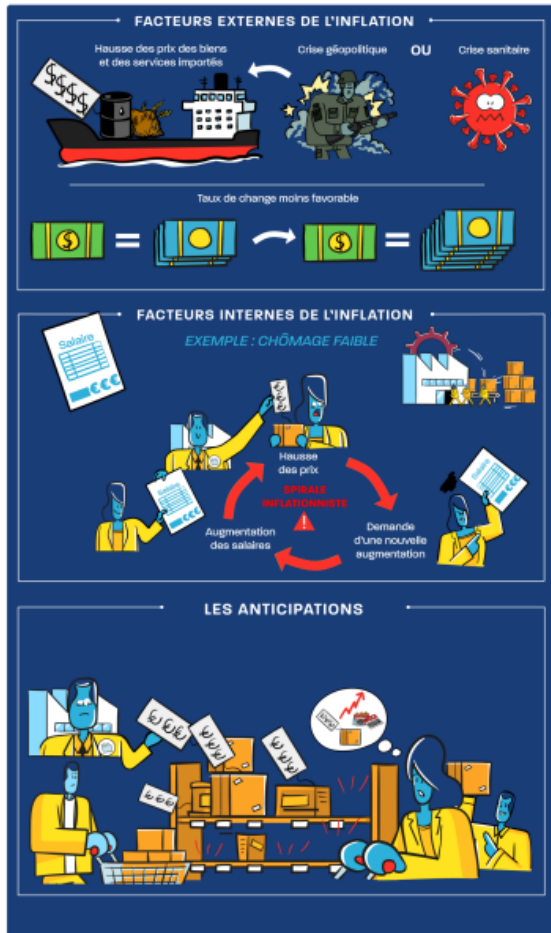 FACTEURS EXTERNES DE L'INFLATION
Hausse des prix des biens
et des services importés
Crise géopolitique
OU
Crise sanitaire
$$$$
Taux de change moins favorable
$
$
FACTEURS INTERNES DE L'INFLATION
EXEMPLE : CHÔMAGE FAIBLE
Salaire
€€€
Hausse
des prix
SPIRALE
INFLATIONNISTE
Augmentation
des salaires
Demande
d'une nouvelle
augmentation
Salaire
Salaire
LES ANTICIPATIONS
€€€
€€€
€€€
€€€